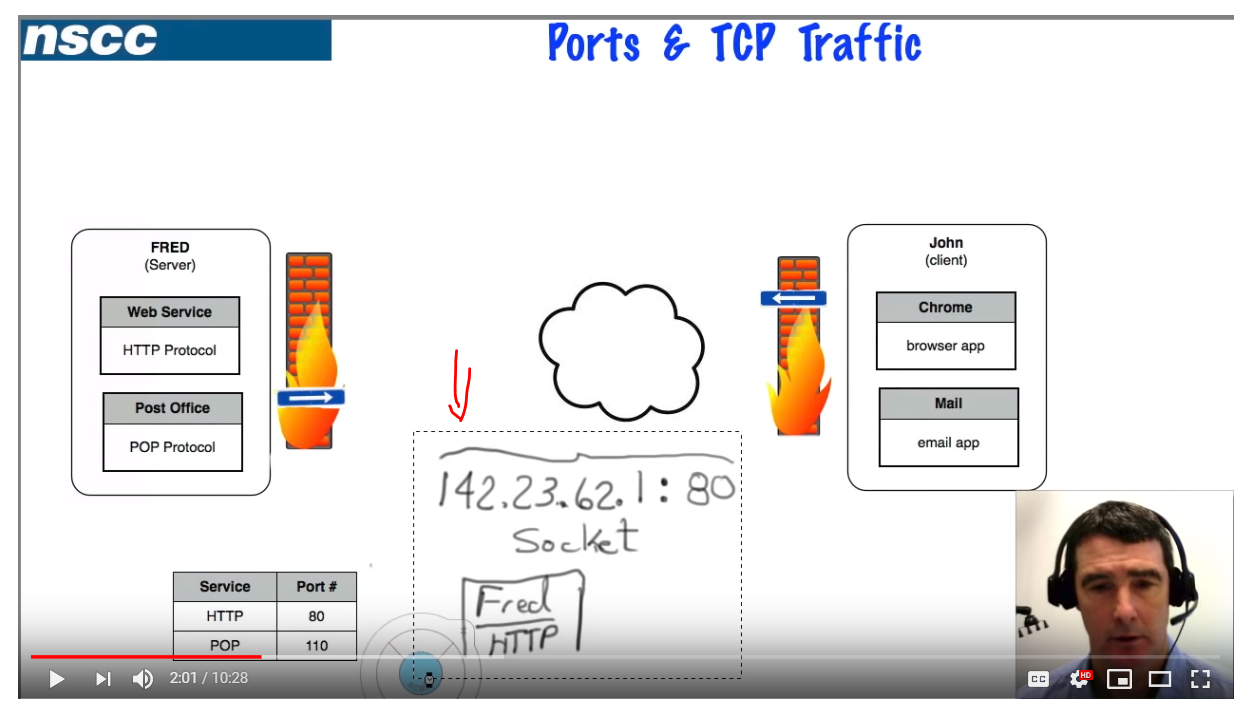 nscc
Ports & TCP Traffic
FRED
(Server)
Web Service
HTTP Protocol
Post Office
POP Protocol
John
(client)
Chrome
browser app
Mail
email app
142.23.62.1:80
Socket
Fred
HTTP
Service Port #
HTTP 80
POP 110
2:01 / 10:28
CC
HD